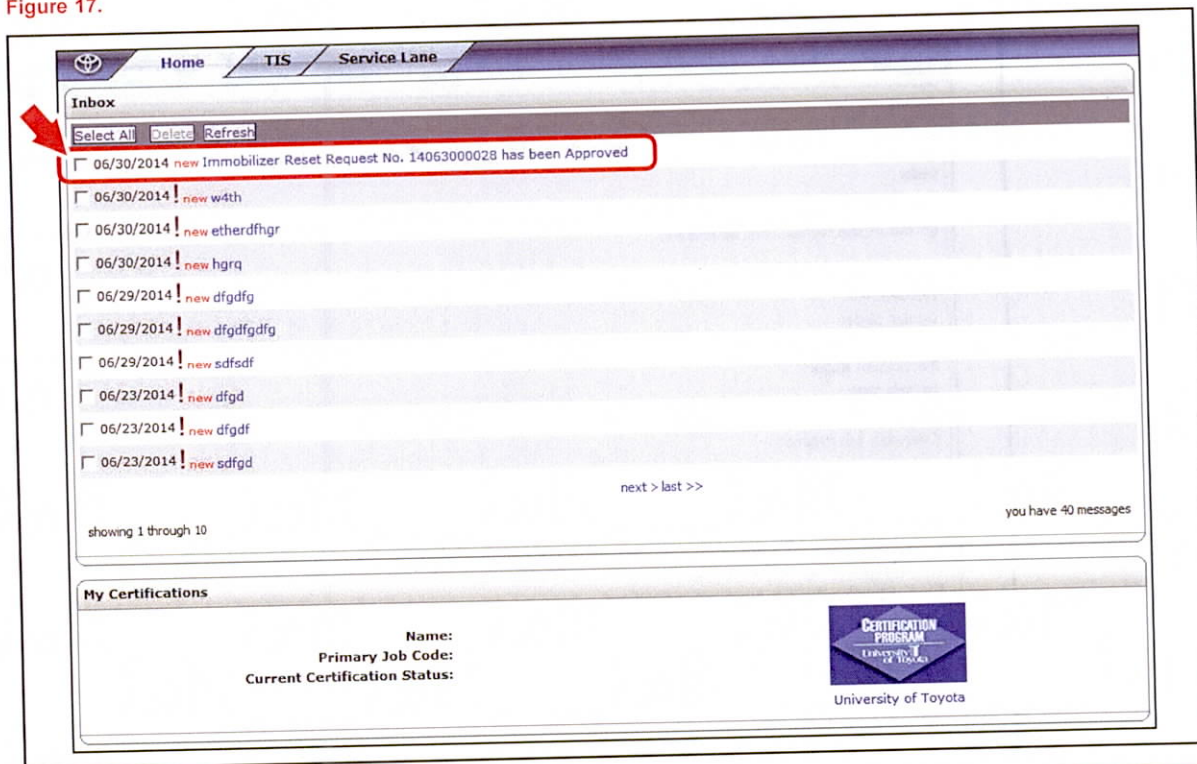 Figure 17.
Home TIS Service Lane
Inbox
Select All Delete Refresh
06/30/2014 new Immobilizer Reset Request No. 14063000028 has been Approved
06/30/2014 ! new w4th
06/30/2014 ! new etherdfhgr
06/30/2014 ! new hgrq
06/29/2014 ! new dfgdfg
06/29/2014 ! new dfgdfgdfg
06/29/2014 ! new sdfsdf
06/23/2014 ! new dfgd
06/23/2014 ! new dfgdf
06/23/2014 ! new sdfgd
next > last >>
showing 1 through 10
you have 40 messages
My Certifications
Name:
Primary Job Code:
Current Certification Status:
CERTIFICATION
PROGRAM
University
of Toyota
University of Toyota